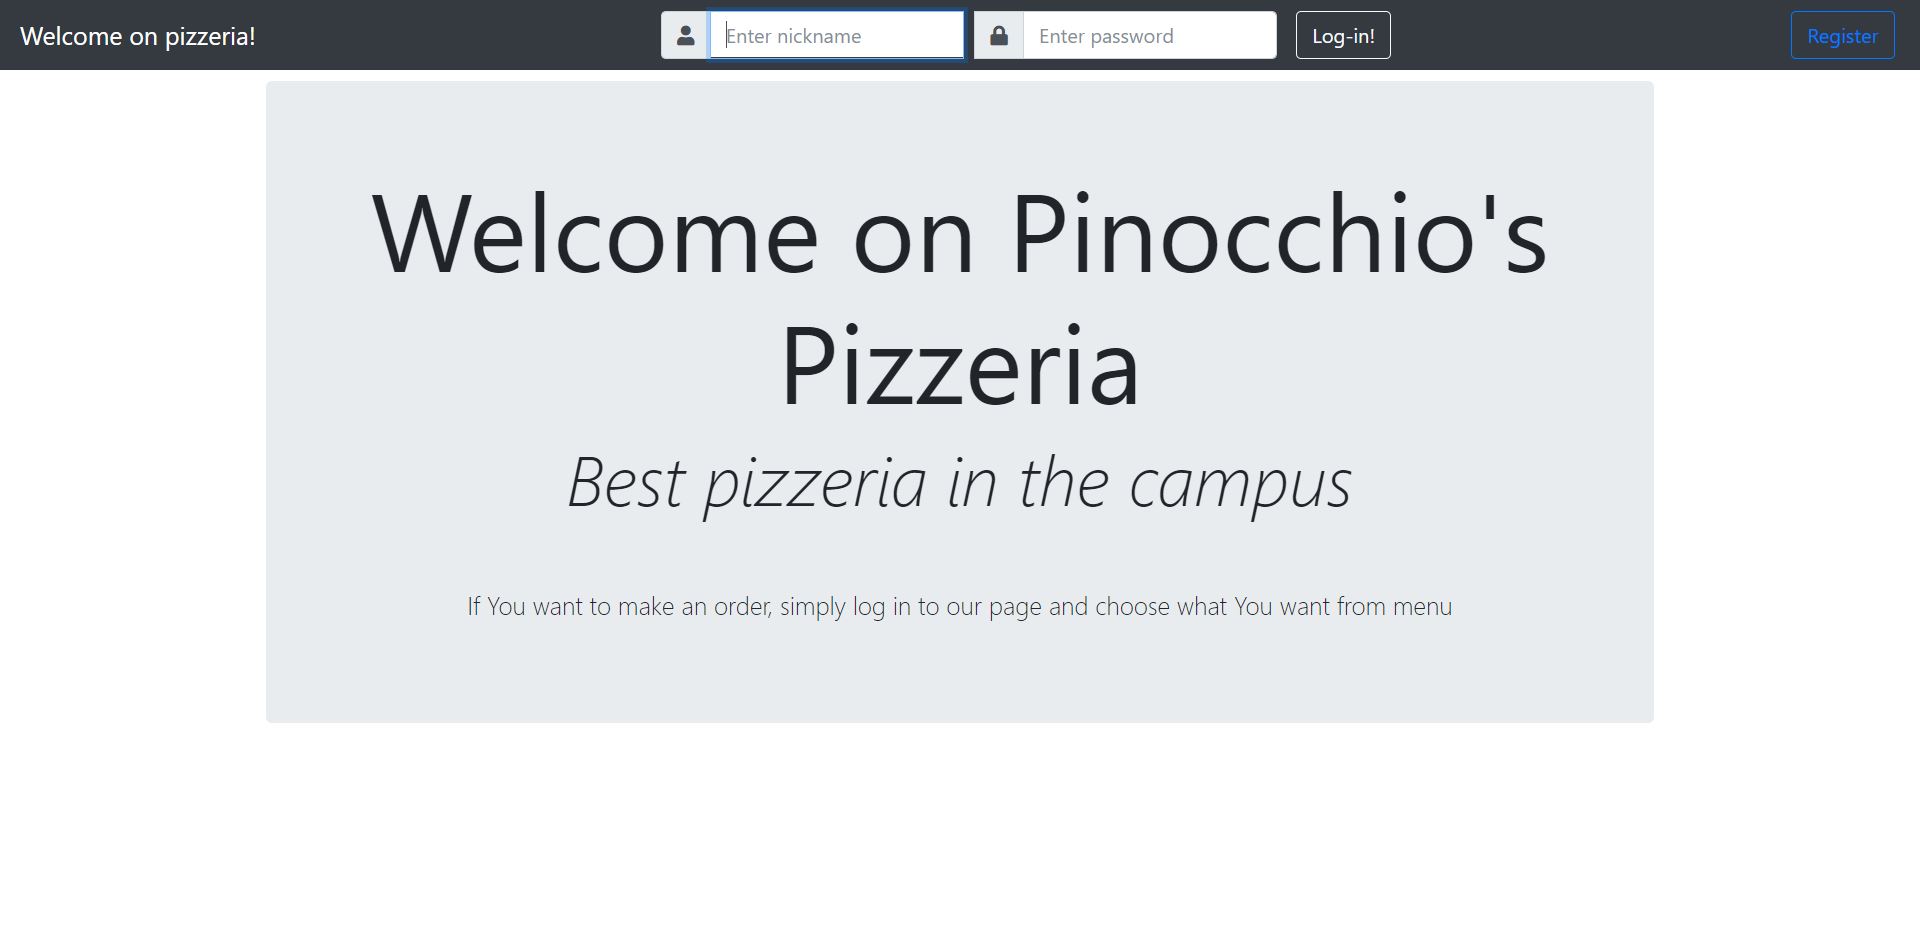 Welcome on pizzeria!
Enter nickname
Enter password
Log-in!
Register
Welcome on Pinocchio's
Pizzeria
Best pizzeria in the campus
If You want to make an order, simply log in to our page and choose what You want from menu